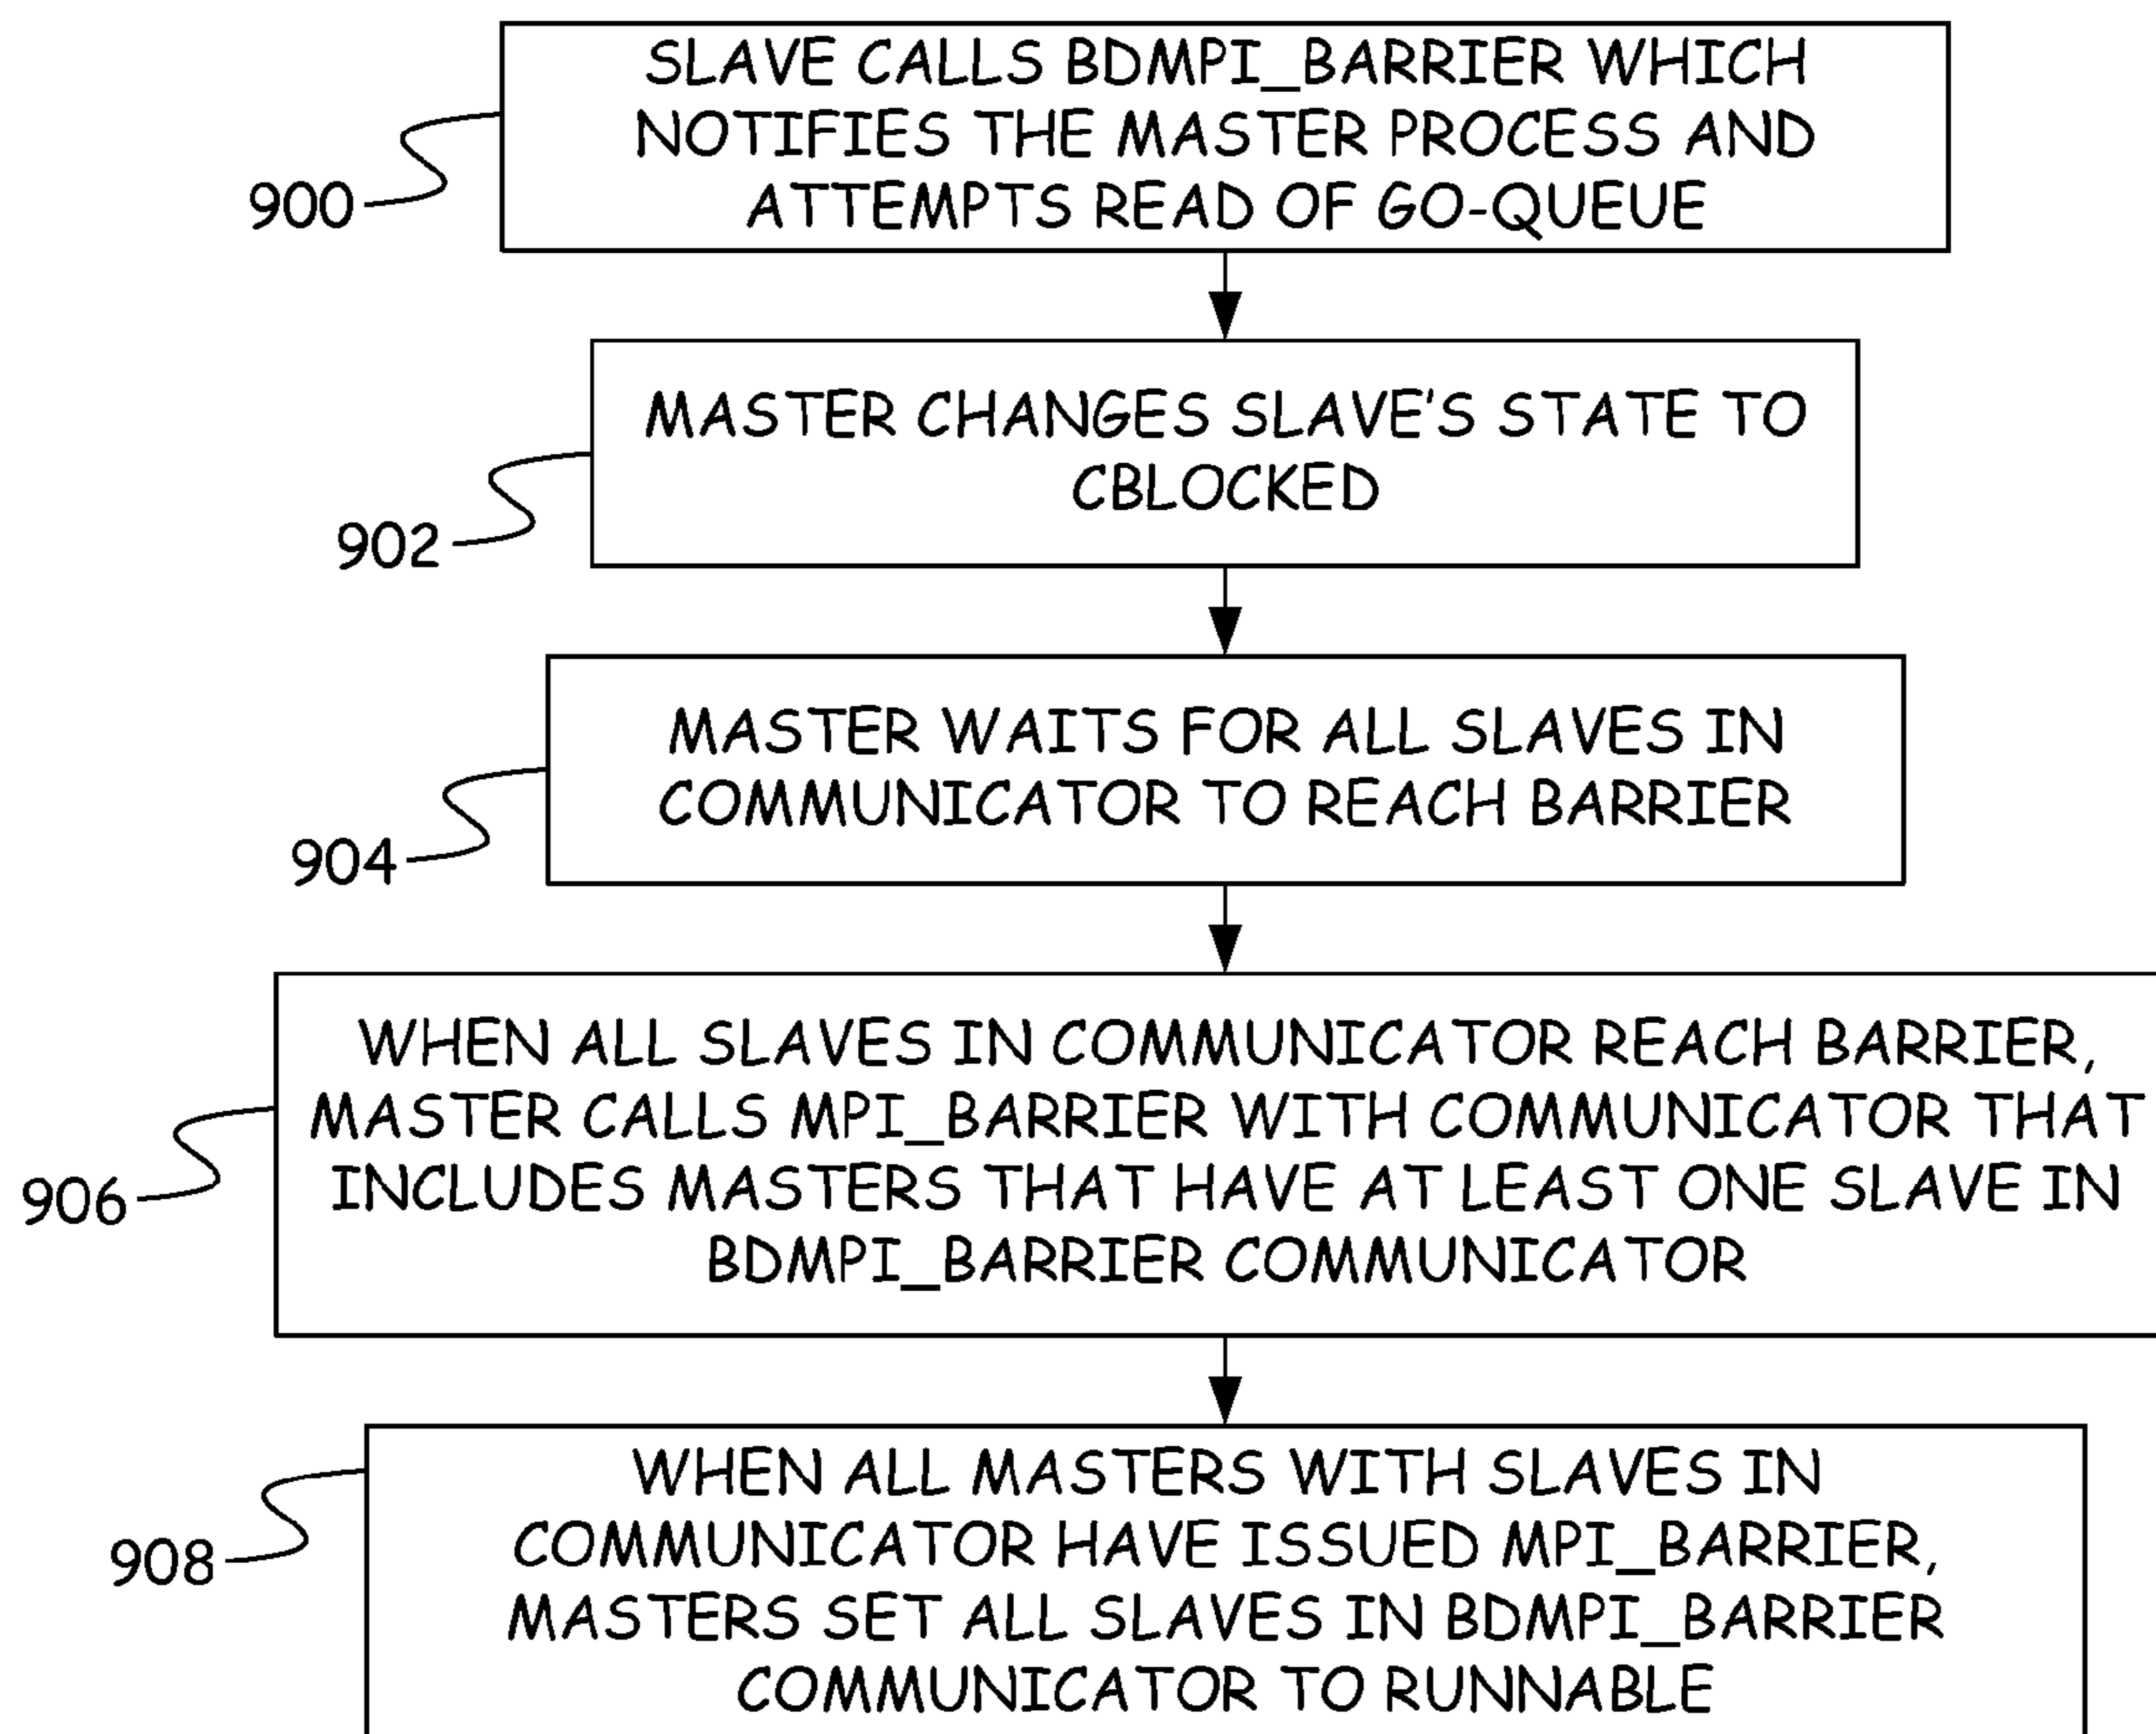 SLAVE CALLS BDMPI_BARRIER WHICH
NOTIFIES THE MASTER PROCESS AND
ATTEMPTS READ OF GO-QUEUE
900
MASTER CHANGES SLAVE'S STATE TO
CBLOCKED
902
MASTER WAITS FOR ALL SLAVES IN
COMMUNICATOR TO REACH BARRIER
904
WHEN ALL SLAVES IN COMMUNICATOR REACH BARRIER,
MASTER CALLS MPI_BARRIER WITH COMMUNICATOR THAT
INCLUDES MASTERS THAT HAVE AT LEAST ONE SLAVE IN
BDMPI_BARRIER COMMUNICATOR
906
WHEN ALL MASTERS WITH SLAVES IN
COMMUNICATOR HAVE ISSUED MPI_BARRIER,
MASTERS SET ALL SLAVES IN BDMPI_BARRIER
COMMUNICATOR TO RUNNABLE
908